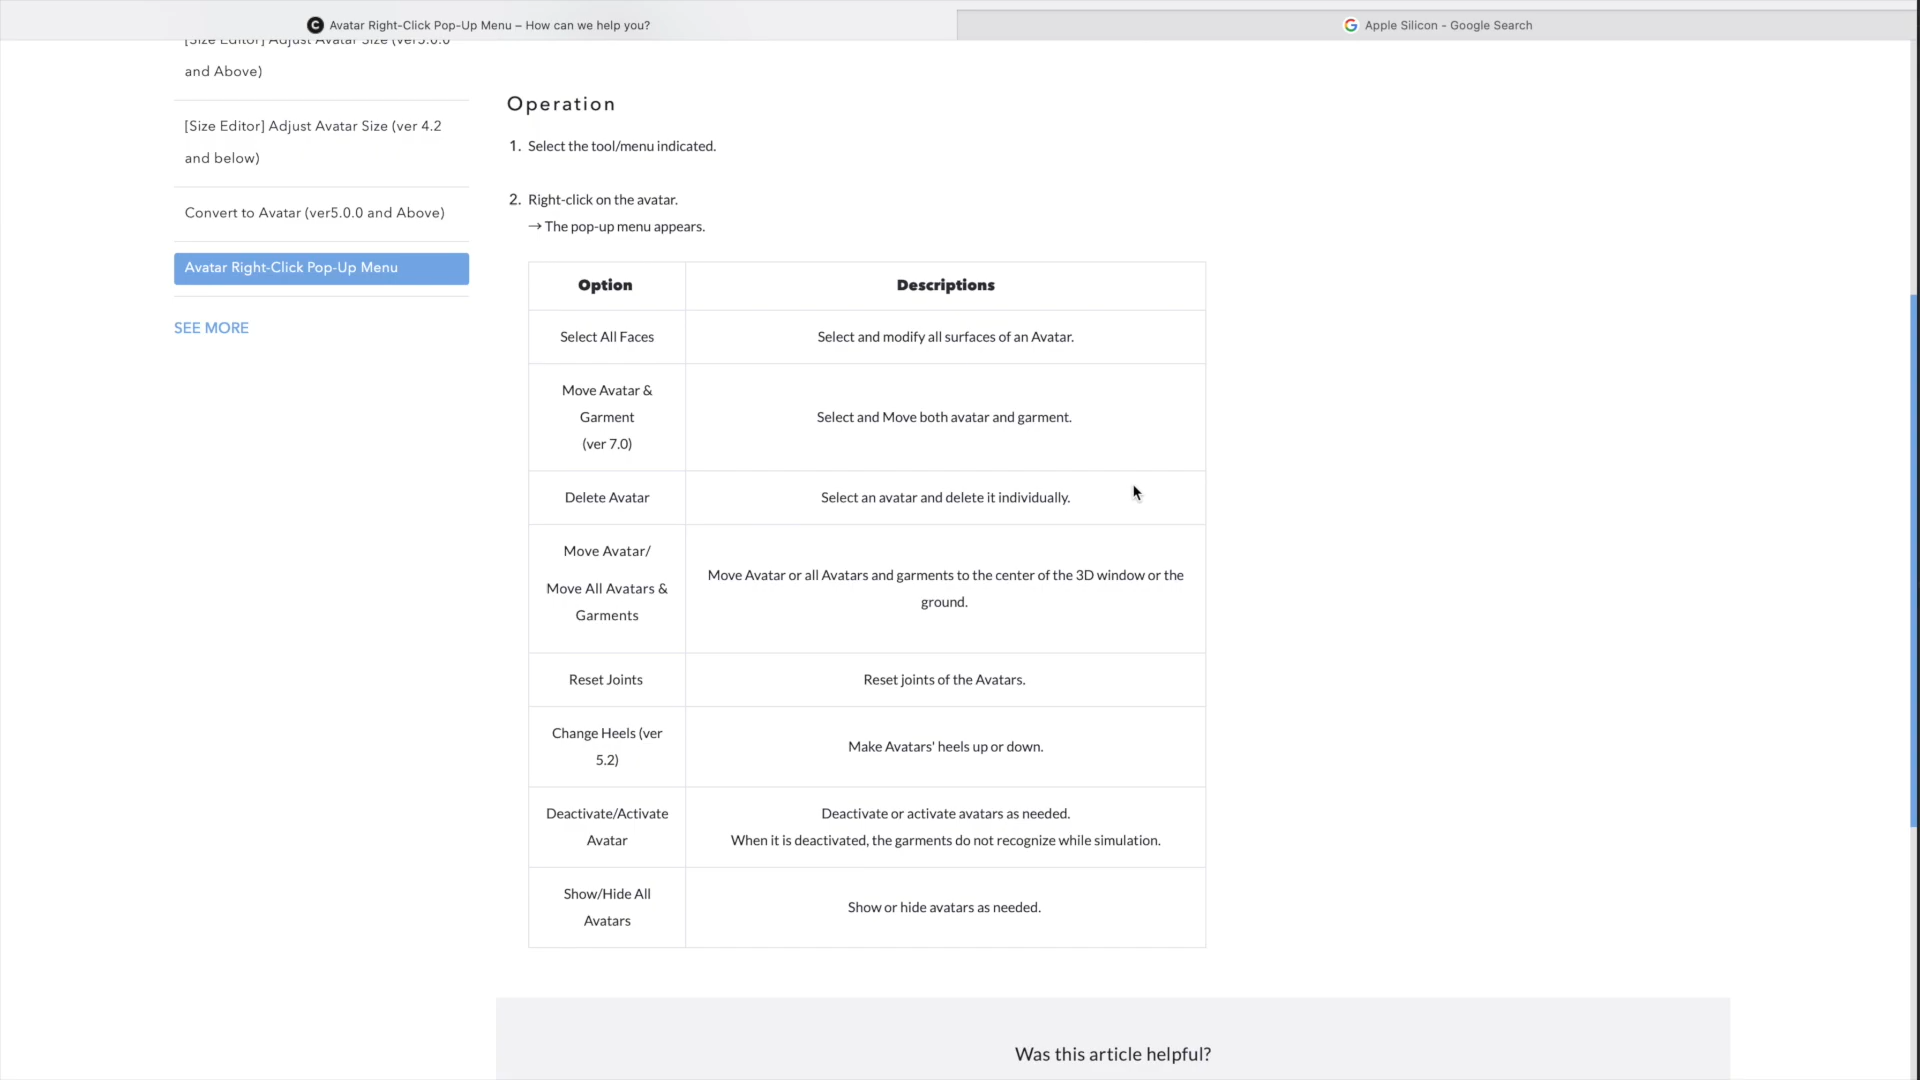 Avatar Right-Click Pop-Up Menu – How can we help you?
Apple Silicon - Google Search
[Size Editor] Adjust Avatar Size (ver5.0.0
and Above)
[Size Editor] Adjust Avatar Size (ver 4.2
and below)
Convert to Avatar (ver5.0.0 and Above)
Avatar Right-Click Pop-Up Menu
SEE MORE
Operation
1. Select the tool/menu indicated.
2. Right-click on the avatar.
→ The pop-up menu appears.
Option
Descriptions
Select All Faces
Select and modify all surfaces of an Avatar.
Move Avatar &
Garment
(ver 7.0)
Select and Move both avatar and garment.
Delete Avatar
Select an avatar and delete it individually.
Move Avatar/
Move All Avatars &
Garments
Move Avatar or all Avatars and garments to the center of the 3D window or the
ground.
Reset Joints
Reset joints of the Avatars.
Change Heels (ver
5.2)
Make Avatars' heels up or down.
Deactivate/Activate
Avatar
Deactivate or activate avatars as needed.
When it is deactivated, the garments do not recognize while simulation.
Show/Hide All
Avatars
Show or hide avatars as needed.
Was this article helpful?